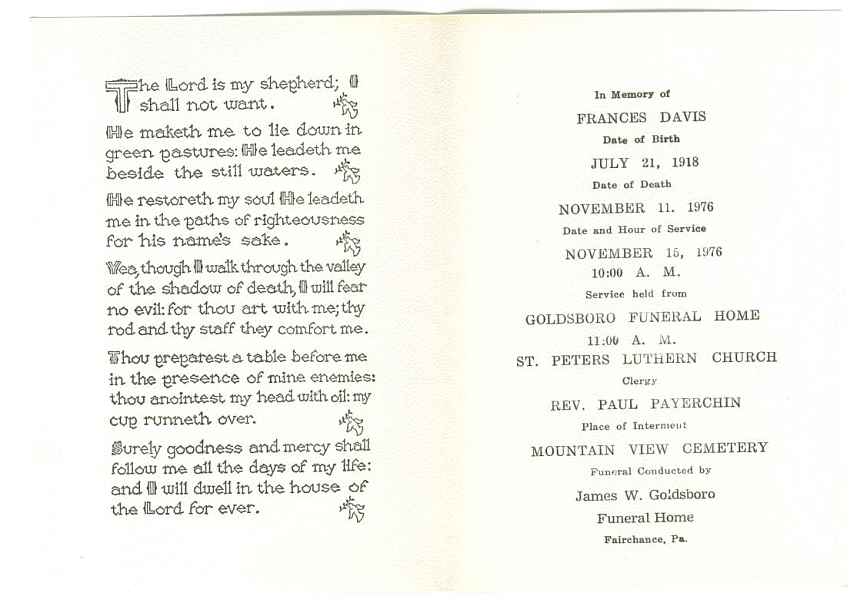 The Lord is my shepherd; I
shall not want.
He maketh me to lie down in
green pastures: He leadeth me
beside the still waters.
He restoreth my soul He leadeth
me in the paths of righteousness
for his name's sake.
Yea, though I walk through the valley
of the shadow of death, I will fear
no evil: for thou art with me; thy
rod and thy staff they comfort me.
Thou preparest a table before me
in the presence of mine enemies:
thou anointest my head with oil: my
cup runneth over.
Surely goodness and mercy shall
follow me all the days of my life:
and I will dwell in the house of
the Lord for ever.
In Memory of
FRANCES DAVIS
Date of Birth
JULY 21, 1918
Date of Death
NOVEMBER 11. 1976
Date and Hour of Service
NOVEMBER 15, 1976
10:00 A. M.
Service held from
GOLDSBORO FUNERAL HOME
11:00 A. M.
ST. PETERS LUTHERN CHURCH
Clergy
REV. PAUL PAYERCHIN
Place of Interment
MOUNTAIN VIEW CEMETERY
Funeral Conducted by
James W. Goldsboro
Funeral Home
Fairchance, Pa.